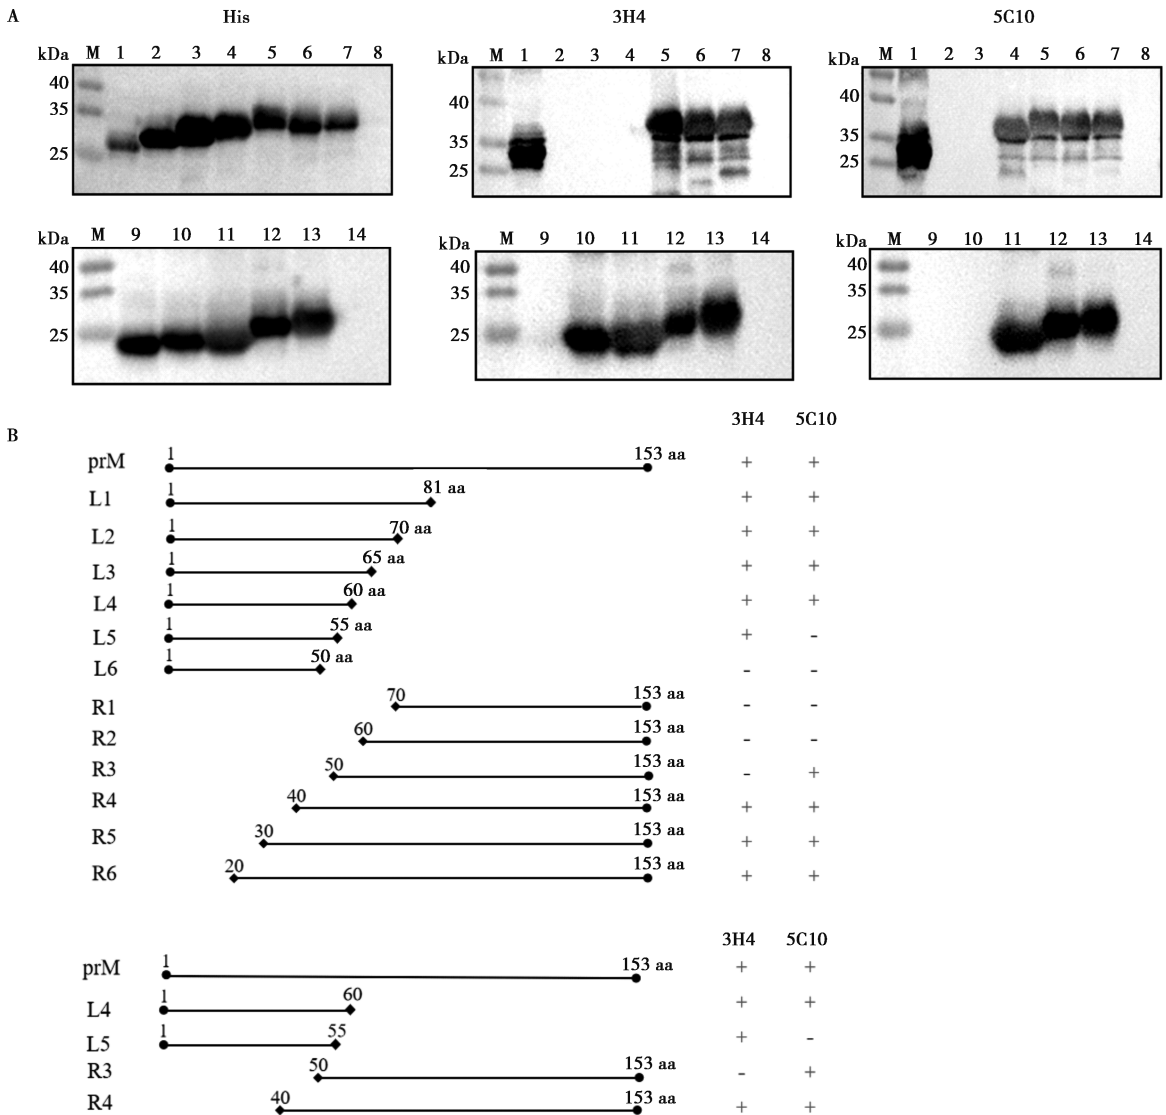 A His 3H4 5C10
kDa M 1 2 3 4 5 6 7 8
40
35
25
kDa M 1 2 3 4 5 6 7 8
40
35
25
kDa M 1 2 3 4 5 6 7 8
40
35
25
kDa M 9 10 11 12 13 14
40
35
25
kDa M 9 10 11 12 13 14
40
35
25
kDa M 9 10 11 12 13 14
40
35
25
B
3H4 5C10
prM 1 153 aa + +
L1 1 81 aa + +
L2 1 70 aa + +
L3 1 65 aa + +
L4 1 60 aa + +
L5 1 55 aa + -
L6 1 50 aa - -
R1 70 153 aa - -
R2 60 153 aa - -
R3 50 153 aa - +
R4 40 153 aa + +
R5 30 153 aa + +
R6 20 153 aa + +
3H4 5C10
prM 1 153 aa + +
L4 1 60 + +
L5 1 55 + -
R3 50 153 aa - +
R4 40 153 aa + +